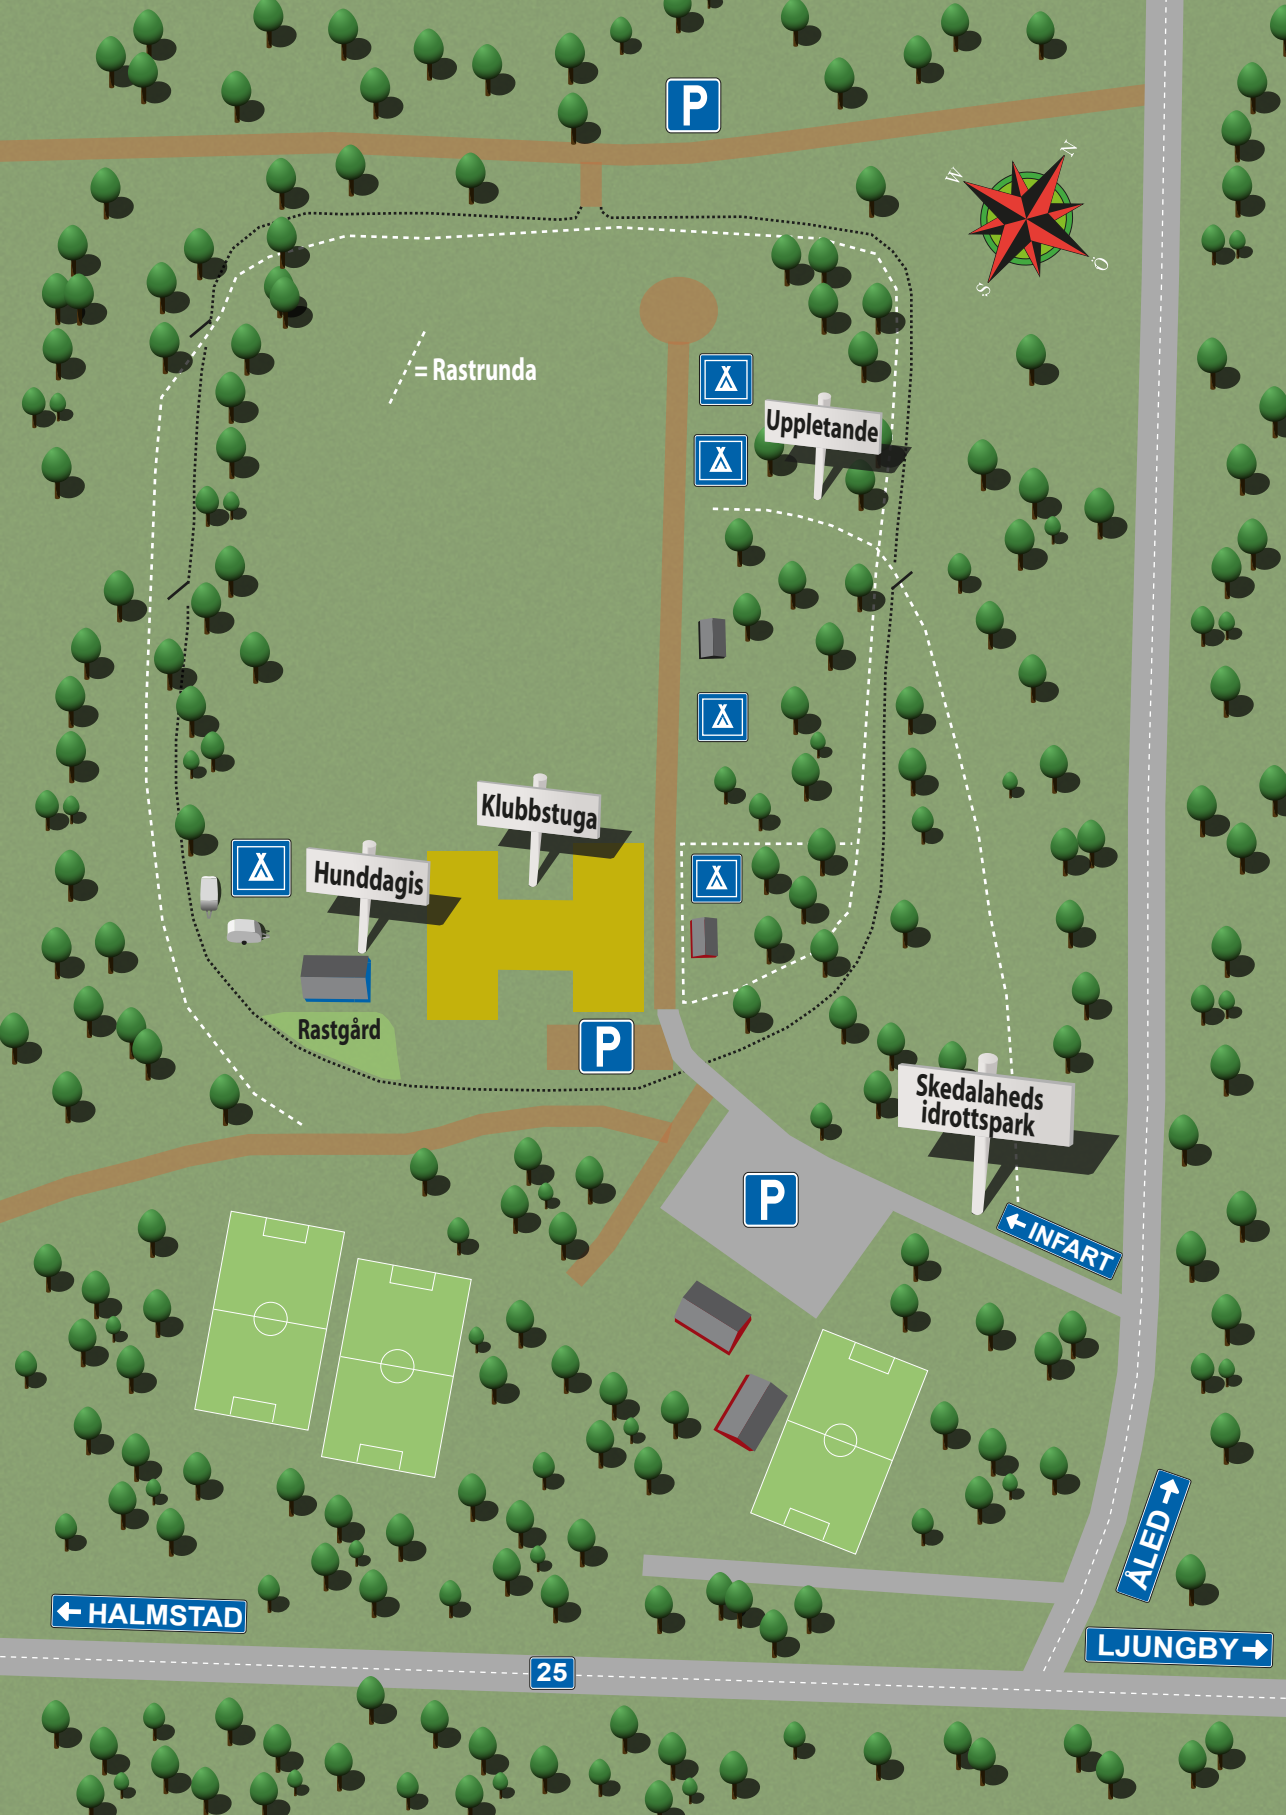 P
N
W
Ö
S
= Rastrunda
Uppletande
Klubbstuga
Hunddagis
Rastgård
P
Skedalaheds
idrottspark
P
INFART
ÅLED
HALMSTAD
LJUNGBY
25